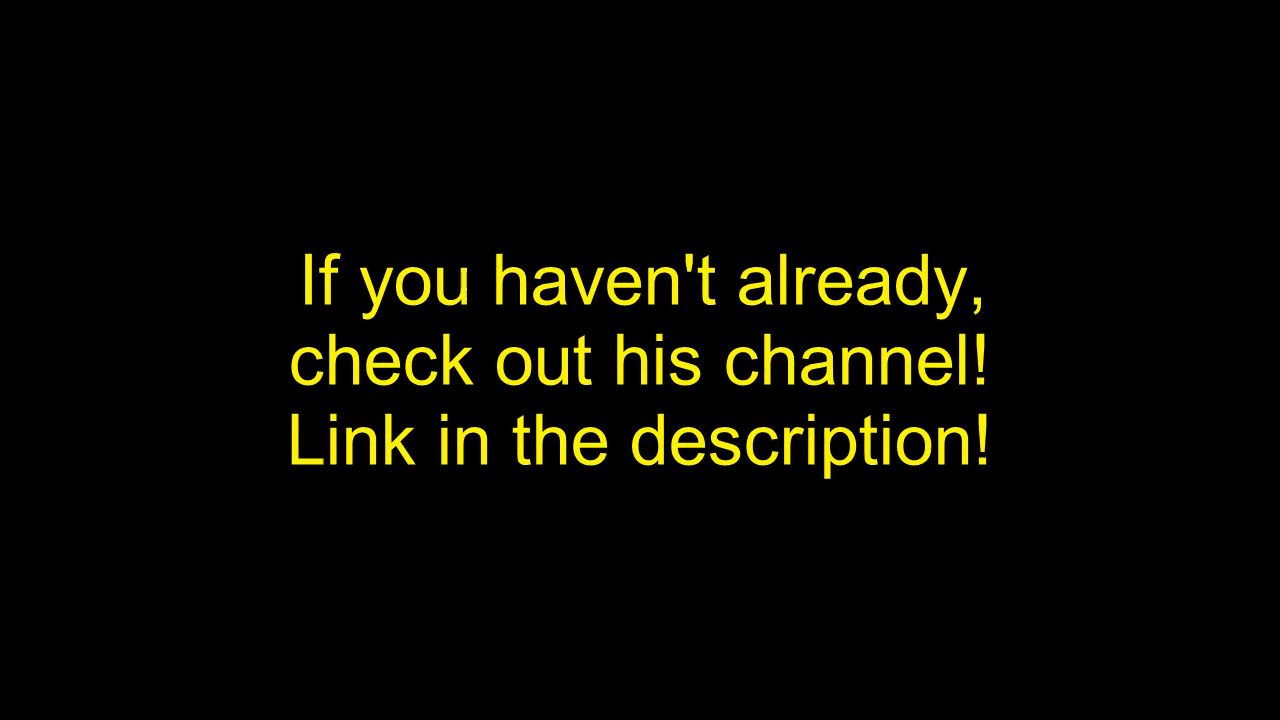 If you haven't already,
check out his channel!
Link in the description!